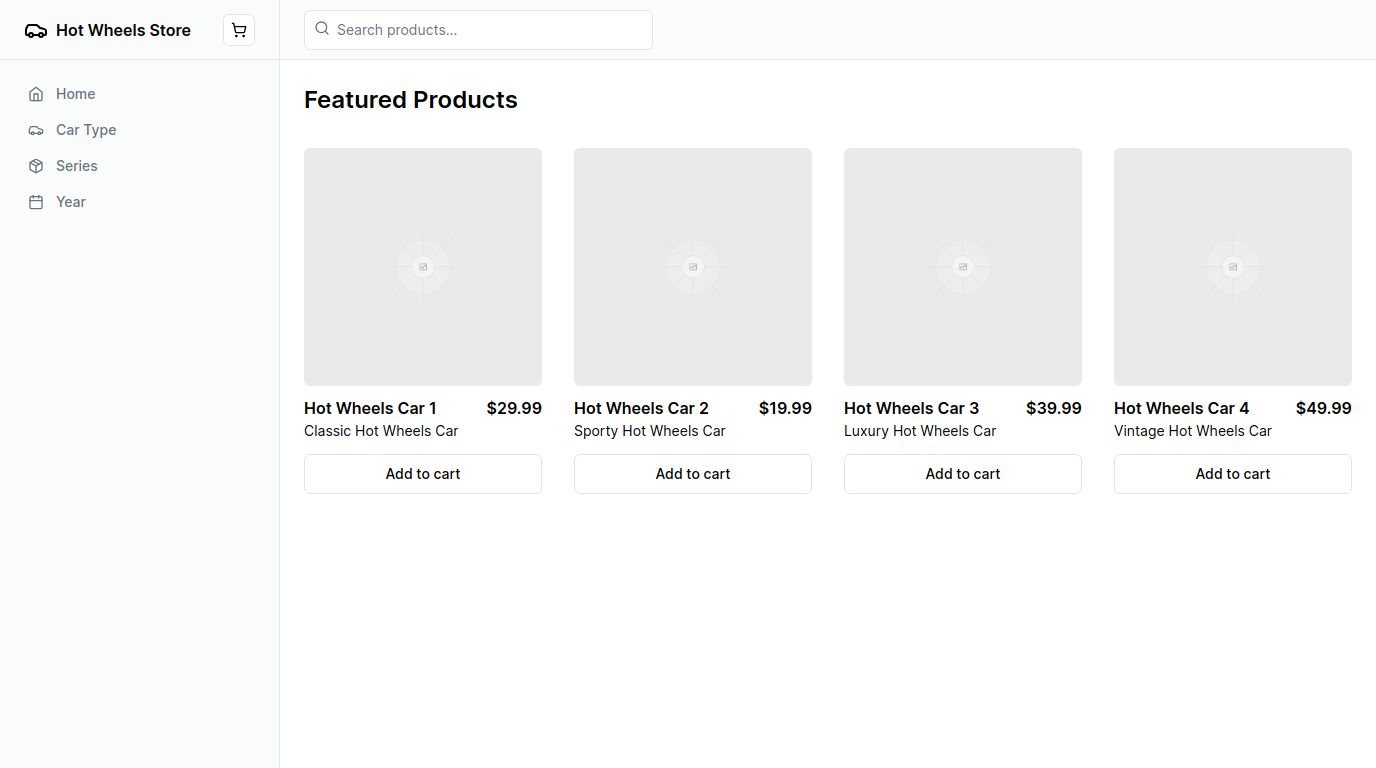 Hot Wheels Store
Search products...
Home
Car Type
Series
Year
Featured Products
Hot Wheels Car 1 $29.99
Classic Hot Wheels Car
Add to cart
Hot Wheels Car 2 $19.99
Sporty Hot Wheels Car
Add to cart
Hot Wheels Car 3 $39.99
Luxury Hot Wheels Car
Add to cart
Hot Wheels Car 4 $49.99
Vintage Hot Wheels Car
Add to cart